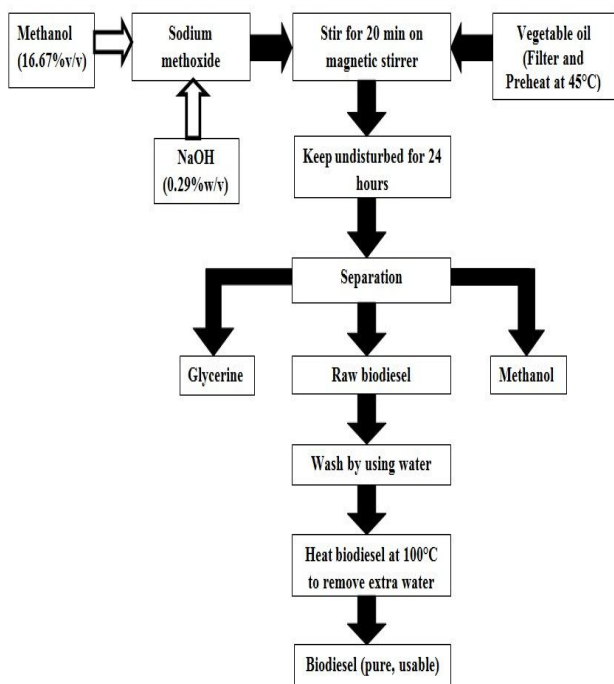 Methanol
(16.67%v/v)
Sodium
methoxide
Stir for 20 min on
magnetic stirrer
Vegetable oil
(Filter and
Preheat at 45°C)
NaOH
(0.29%w/v)
Keep undisturbed for 24
hours
Separation
Glycerine
Raw biodiesel
Methanol
Wash by using water
Heat biodiesel at 100°C
to remove extra water
Biodiesel (pure, usable)